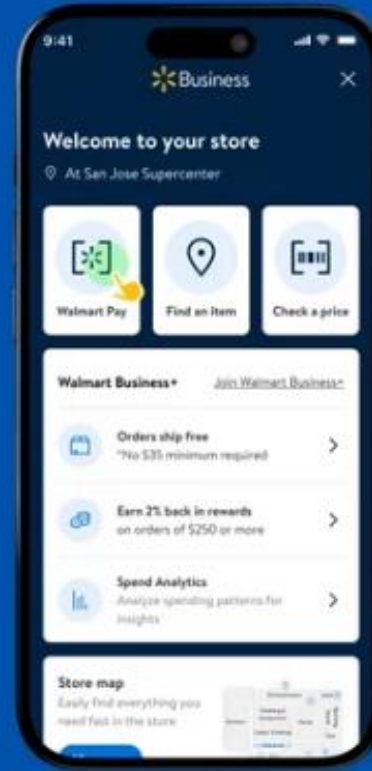 9:41
Business
Welcome to your store
At San Jose Supercenter
Walmart Pay
Find an item
Check a price
Walmart Business+
Join Walmart Business+
Orders ship free
*No $35 minimum required
Earn 2% back in rewards
on orders of $250 or more
Spend Analytics
Analyze spending patterns for
insights
Store map
Easily find everything you
need fast in the store